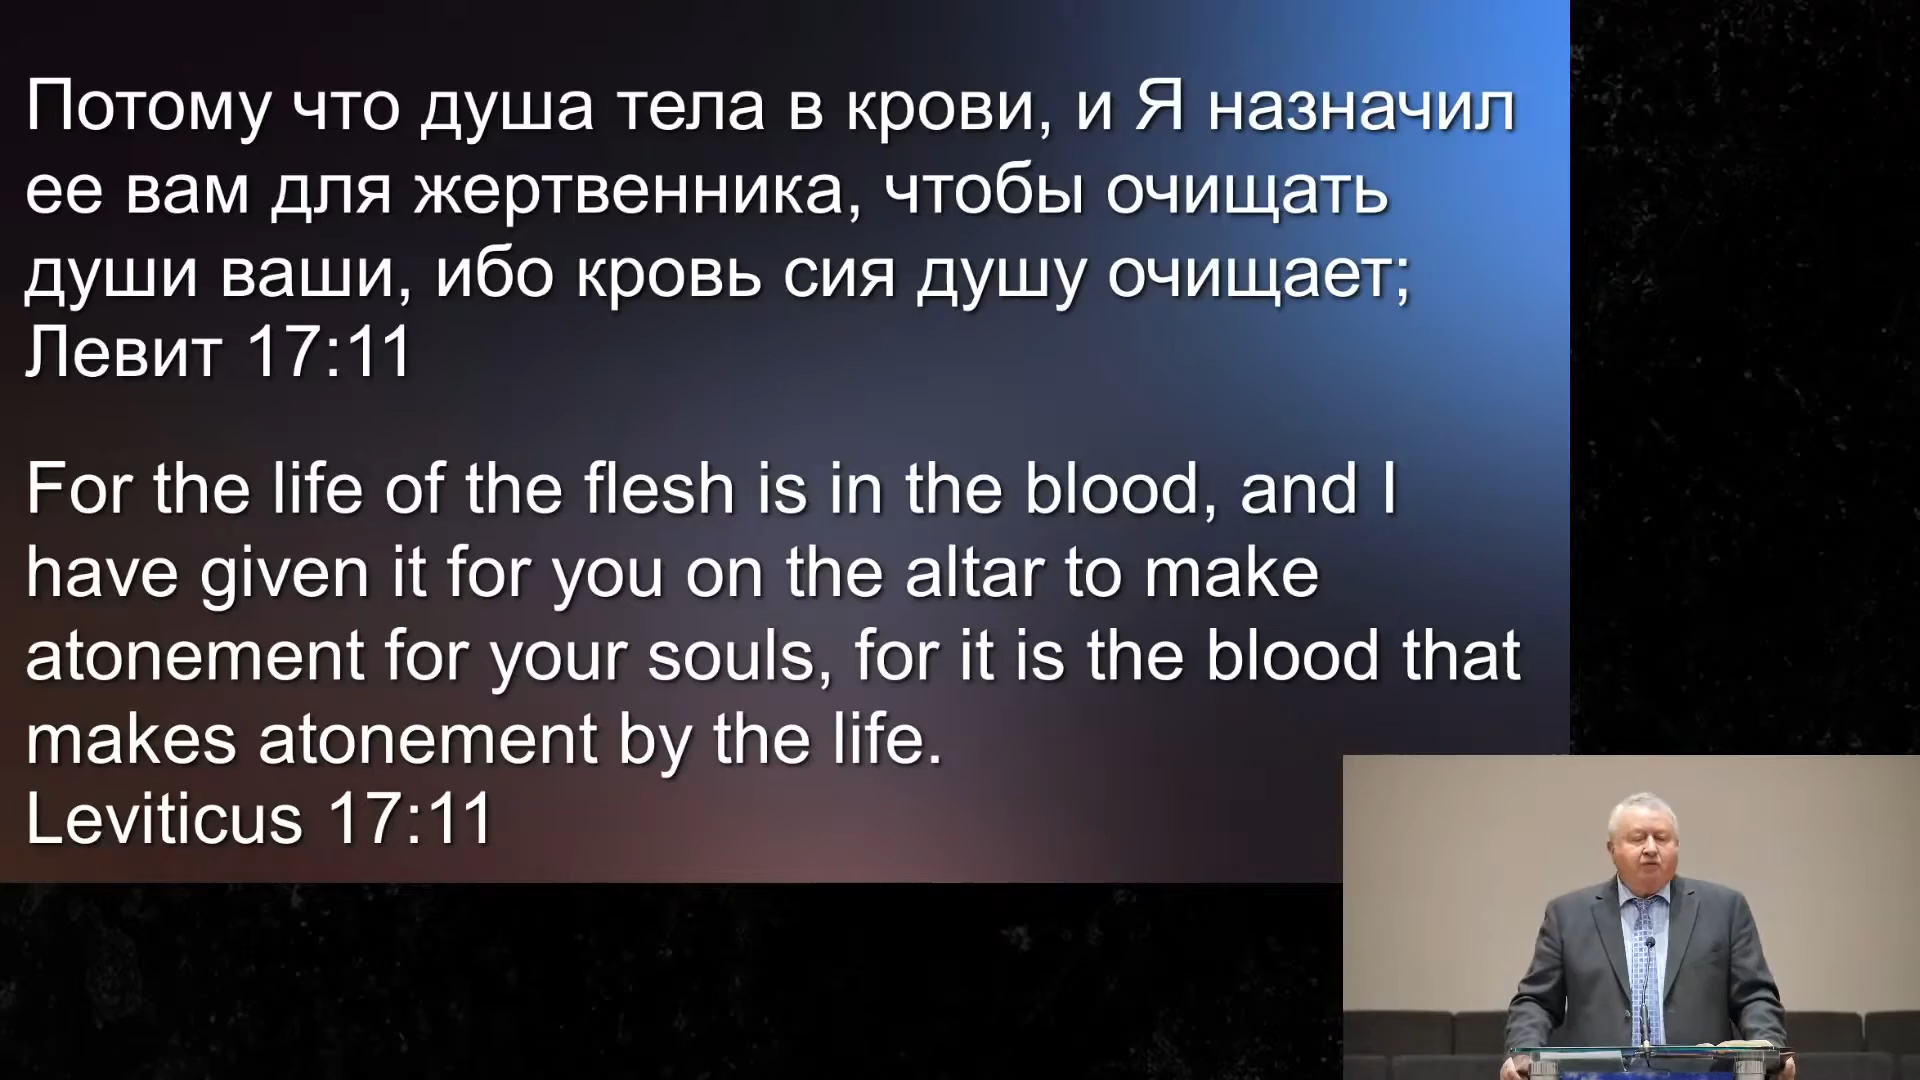 Потому что душа тела в крови, и Я назначил
ее вам для жертвенника, чтобы очищать
души ваши, ибо кровь сия душу очищает;
Левит 17:11
For the life of the flesh is in the blood, and I
have given it for you on the altar to make
atonement for your souls, for it is the blood that
makes atonement by the life.
Leviticus 17:11